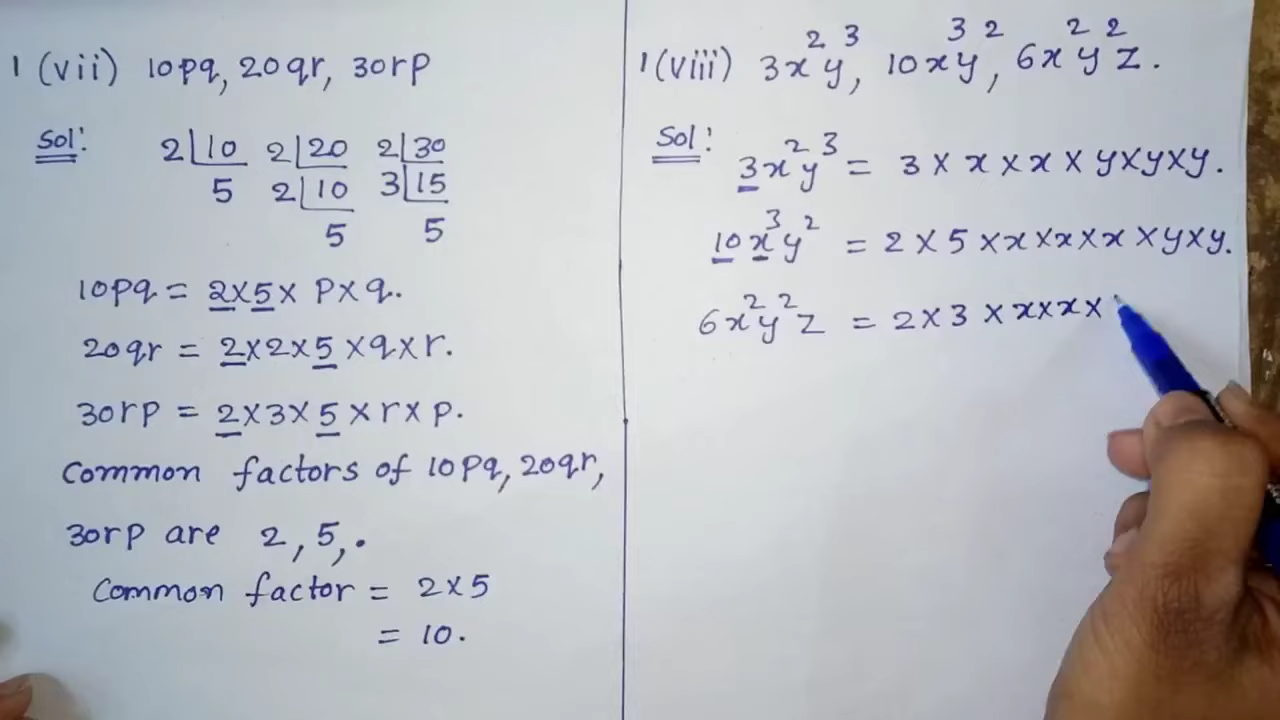 1 (vii) 10pq, 20qr, 30rp
Sol:
2 10 2 20 2 30
5 2 10 3 15
5 5
10pq = 2 × 5 × p × q.
20qr = 2 × 2 × 5 × q × r.
30rp = 2 × 3 × 5 × r × p.
Common factors of 10pq, 20qr,
30rp are 2, 5, .
Common factor = 2 × 5
= 10.
1 (viii) 3x²y³, 10x³y², 6x²y²z.
Sol:
3x²y³ = 3 × x × x × y × y × y.
10x³y² = 2 × 5 × x × x × x × y × y.
6x²y²z = 2 × 3 × x × x ×